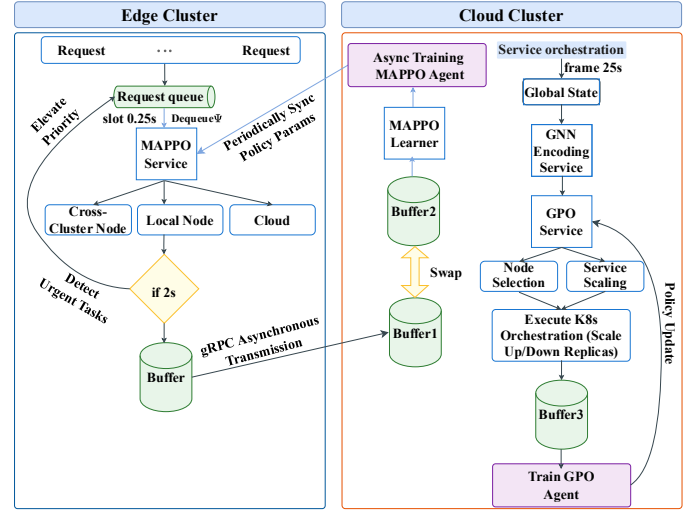 Edge Cluster
Request
...
Request
Request queue
slot 0.25s
DequeueΨ
MAPPO
Service
Cross-
Cluster Node
Local Node
Cloud
Elevate
Priority
Detect
Urgent Tasks
if 2s
Buffer
gRPC Asynchronous
Transmission
Periodically Sync
Policy Params
Cloud Cluster
Async Training
MAPPO Agent
MAPPO
Learner
Buffer2
Swap
Buffer1
Service orchestration
frame 25s
Global State
GNN
Encoding
Service
GPO
Service
Node
Selection
Service
Scaling
Execute K8s
Orchestration (Scale
Up/Down Replicas)
Buffer3
Train GPO
Agent
Policy Update